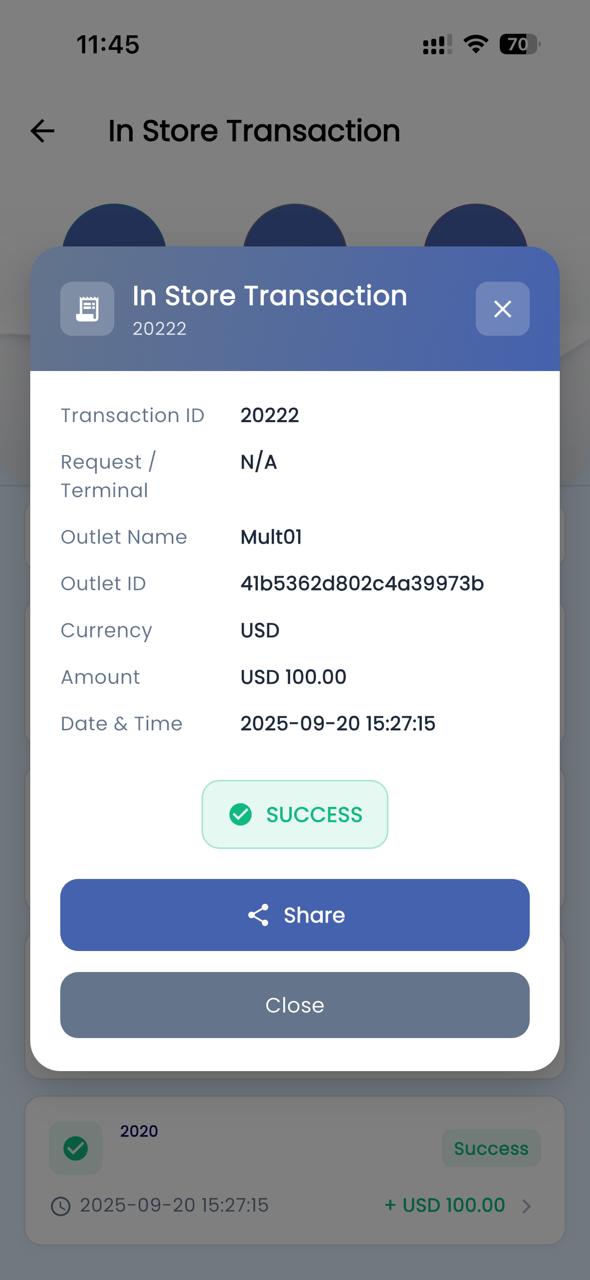 11:45
70
In Store Transaction
In Store Transaction
20222
Transaction ID 20222
Request / N/A
Terminal
Outlet Name Mult01
Outlet ID 41b5362d802c4a39973b
Currency USD
Amount USD 100.00
Date & Time 2025-09-20 15:27:15
SUCCESS
Share
Close
2020
Success
2025-09-20 15:27:15 + USD 100.00